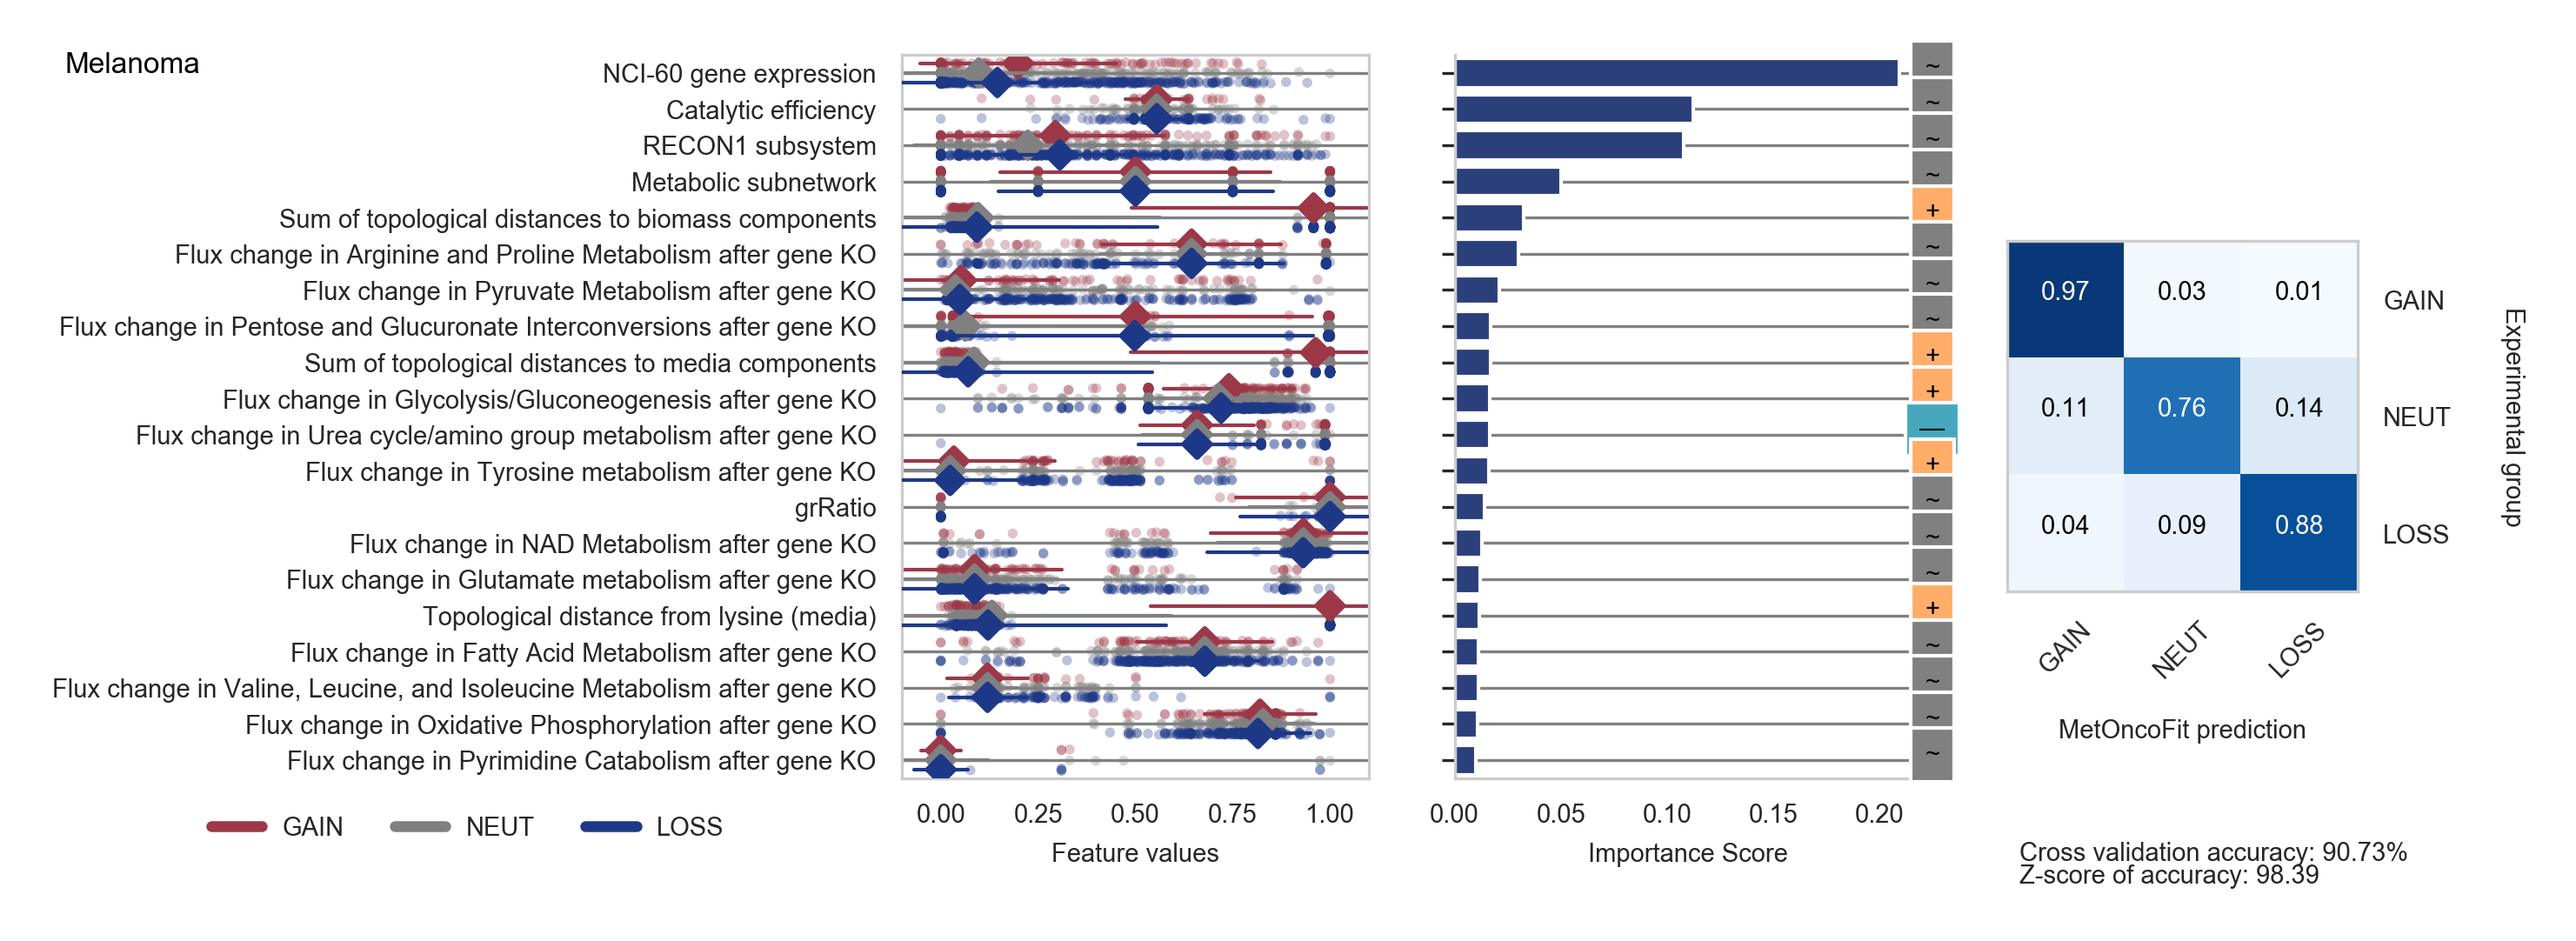 Melanoma
NCI-60 gene expression
Catalytic efficiency
RECON1 subsystem
Metabolic subnetwork
Sum of topological distances to biomass components
Flux change in Arginine and Proline Metabolism after gene KO
Flux change in Pyruvate Metabolism after gene KO
Flux change in Pentose and Glucuronate Interconversions after gene KO
Sum of topological distances to media components
Flux change in Glycolysis/Gluconeogenesis after gene KO
Flux change in Urea cycle/amino group metabolism after gene KO
Flux change in Tyrosine metabolism after gene KO
grRatio
Flux change in NAD Metabolism after gene KO
Flux change in Glutamate metabolism after gene KO
Topological distance from lysine (media)
Flux change in Fatty Acid Metabolism after gene KO
Flux change in Valine, Leucine, and Isoleucine Metabolism after gene KO
Flux change in Oxidative Phosphorylation after gene KO
Flux change in Pyrimidine Catabolism after gene KO
GAIN NEUT LOSS
0.00 0.25 0.50 0.75 1.00
Feature values
0.00 0.05 0.10 0.15 0.20
Importance Score
~
~
~
~
+
~
~
~
+
+
—
+
~
~
~
+
~
~
~
~
0.97 0.03 0.01 GAIN
0.11 0.76 0.14 NEUT
0.04 0.09 0.88 LOSS
Experimental group
GAIN NEUT LOSS
MetOncoFit prediction
Cross validation accuracy: 90.73%
Z-score of accuracy: 98.39